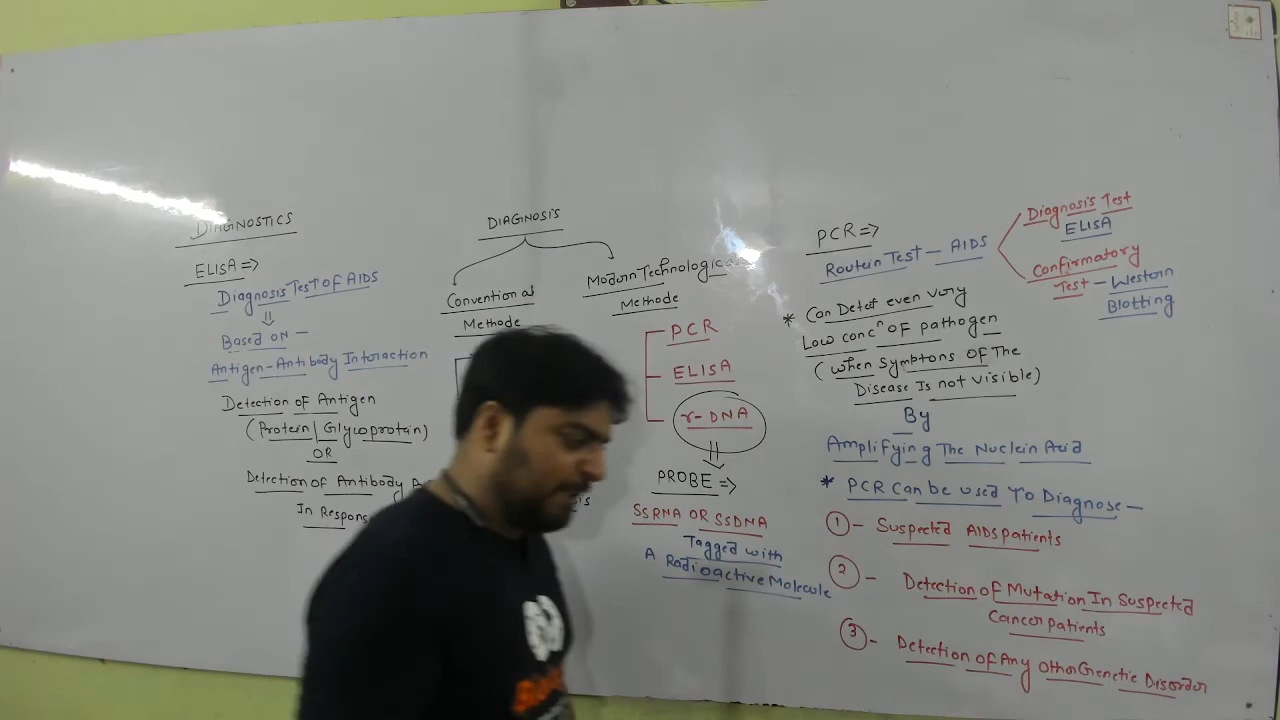 DIAGNOSTICS
ELISA =>
Diagnosis Test OF AIDS
Based ON —
Antigen-Antibody Interaction
Detection of Antigen
(Protein/Glycoprotein)
OR
Detection of Antibody
In Respons
DIAGNOSIS
Conventional
Methode
Modern Technological
Methode
PCR
ELISA
r-DNA
PROBE =>
SSRNA OR SSDNA
Tagged with
A Radioactive Molecule
PCR =>
Routein Test — AIDS
Diagnosis Test
ELISA
Confirmatory
Test — Western
Blotting
* Can Detet even very
Low concⁿ OF pathogen
(when Symptons OF The
Disease Is not visible)
By
Amplifying The Nuclein Acid
* PCR Can be used To Diagnose —
① - Suspected AIDS patients
② - Detection of Mutation In Suspected
Cancer patients
③ - Detection of Any Other Genetic Disorder